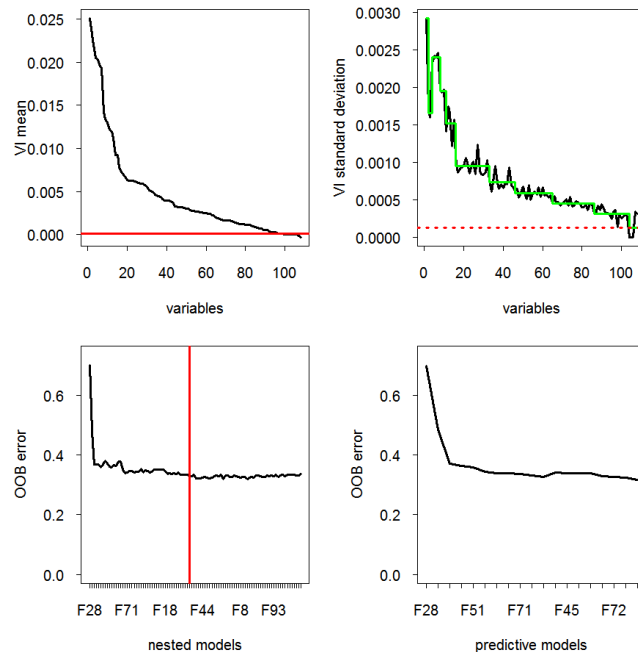 VI mean
0.025
0.020
0.015
0.010
0.005
0.000
0 20 40 60 80 100
variables
VI standard deviation
0.0030
0.0025
0.0020
0.0015
0.0010
0.0005
0.0000
0 20 40 60 80 100
variables
OOB error
0.6
0.4
0.2
0.0
F28 F71 F18 F44 F8 F93
nested models
OOB error
0.6
0.4
0.2
0.0
F28 F51 F71 F45 F72
predictive models